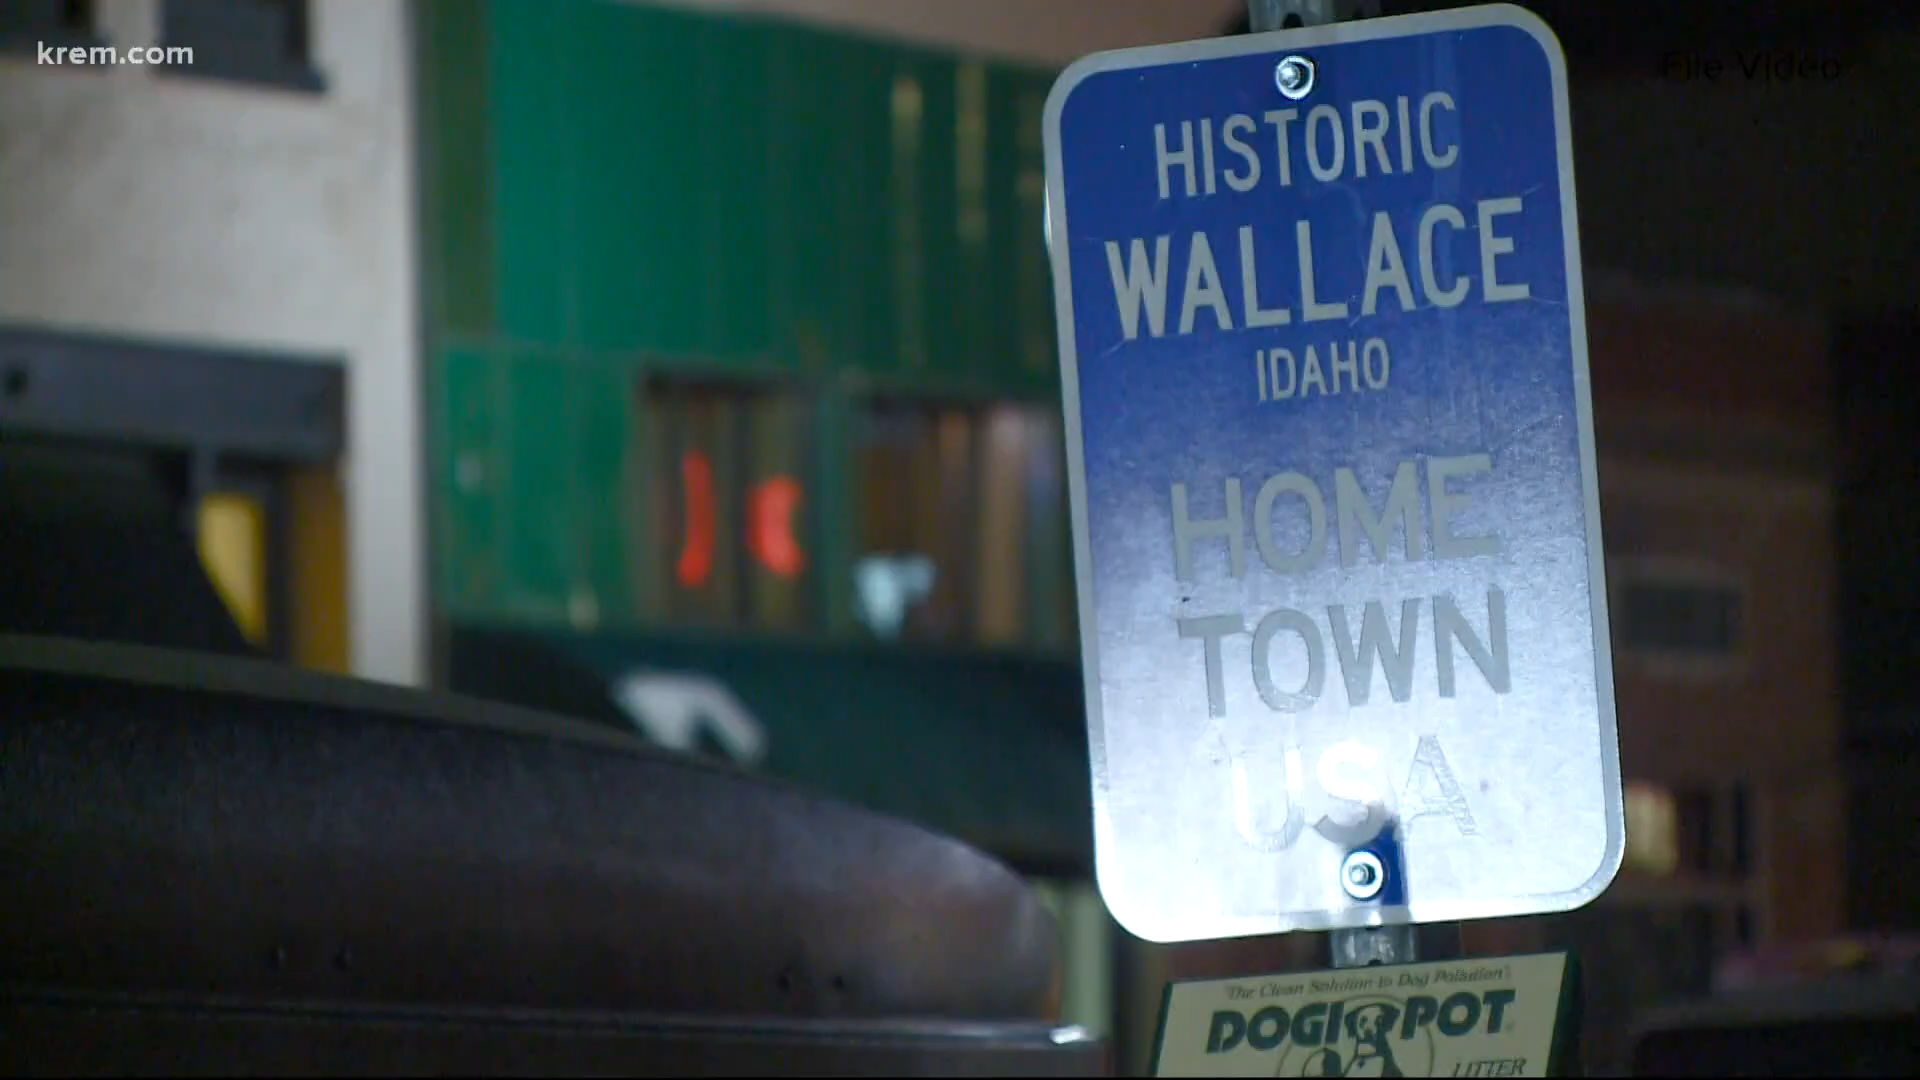 krem.com
File Video
HISTORIC
WALLACE
IDAHO
HOME
TOWN
USA
"The Clean Solution to Dog Pollution".
DOGIPOT
LITTER